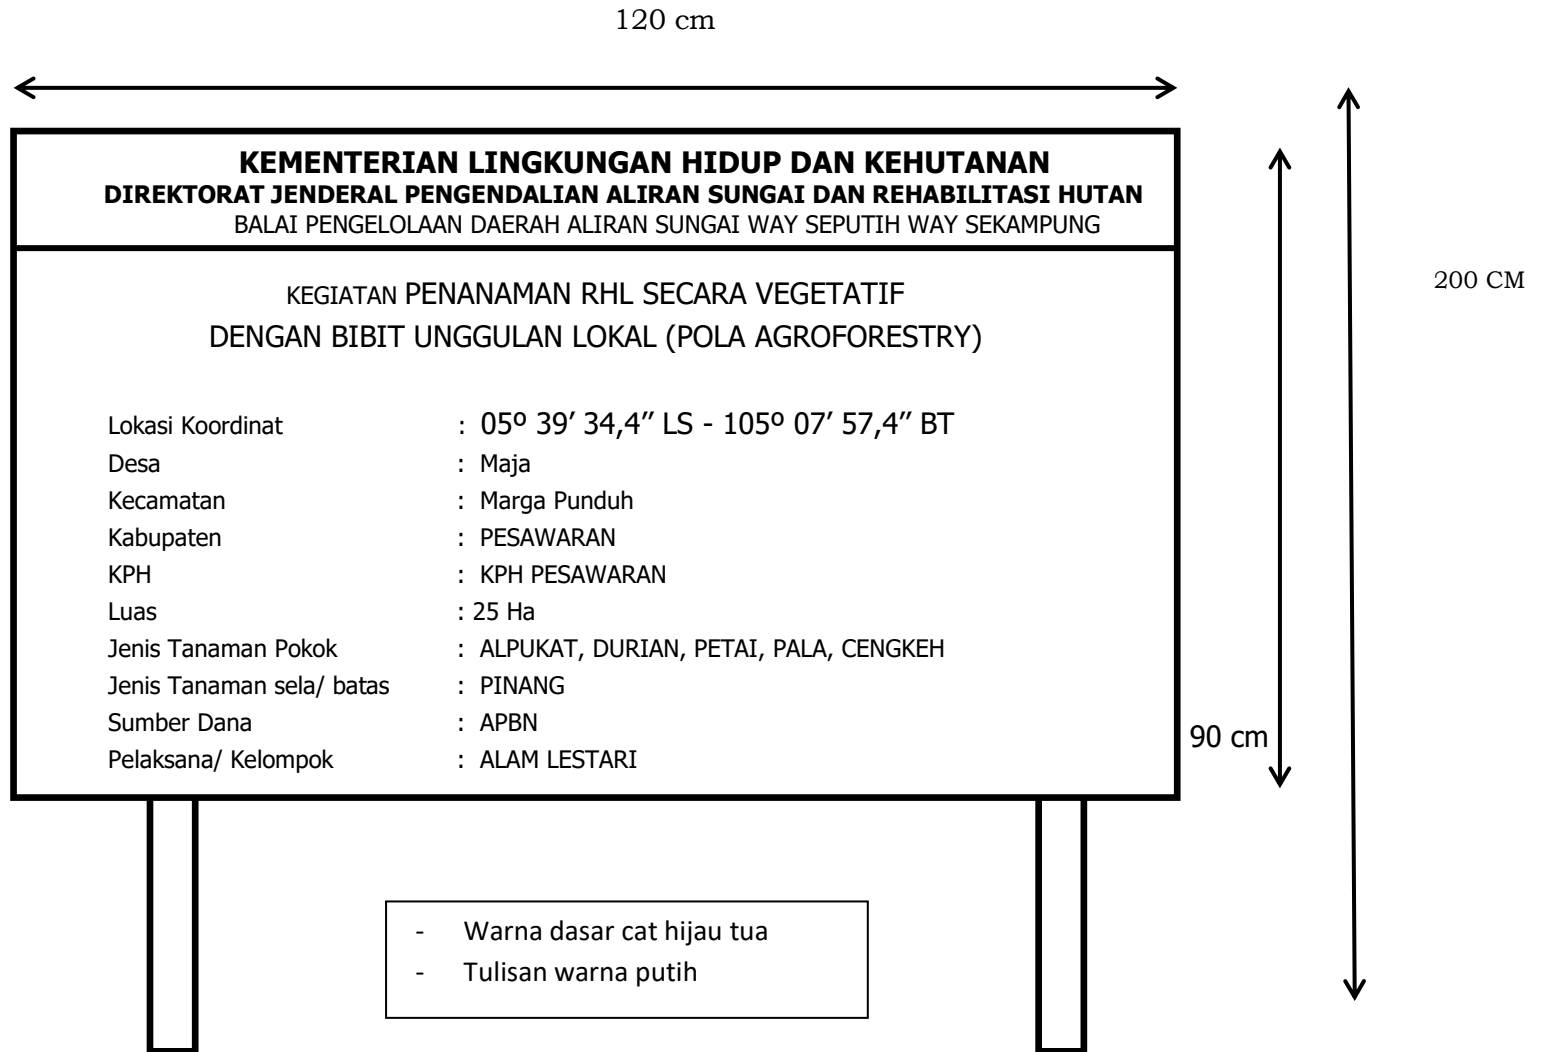 120 cm
KEMENTERIAN LINGKUNGAN HIDUP DAN KEHUTANAN
DIREKTORAT JENDERAL PENGENDALIAN ALIRAN SUNGAI DAN REHABILITASI HUTAN
BALAI PENGELOLAAN DAERAH ALIRAN SUNGAI WAY SEPUTIH WAY SEKAMPUNG
200 CM
KEGIATAN PENANAMAN RHL SECARA VEGETATIF
DENGAN BIBIT UNGGULAN LOKAL (POLA AGROFORESTRY)
Lokasi Koordinat : 05º 39’ 34,4’’ LS - 105º 07’ 57,4’’ BT
Desa : Maja
Kecamatan : Marga Punduh
Kabupaten : PESAWARAN
KPH : KPH PESAWARAN
Luas : 25 Ha
Jenis Tanaman Pokok : ALPUKAT, DURIAN, PETAI, PALA, CENGKEH
Jenis Tanaman sela/ batas : PINANG
Sumber Dana : APBN
Pelaksana/ Kelompok : ALAM LESTARI
90 cm
- Warna dasar cat hijau tua
- Tulisan warna putih